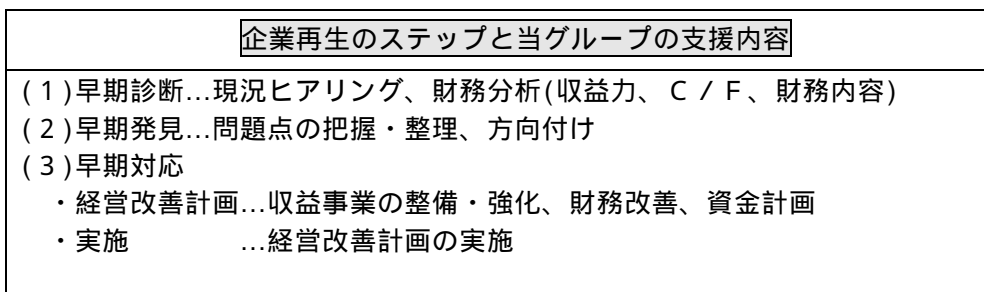 企業再生のステップと当グループの支援内容
(1)早期診断…現況ヒアリング、財務分析(収益力、C/F、財務内容)
(2)早期発見…問題点の把握・整理、方向付け
(3)早期対応
・経営改善計画…収益事業の整備・強化、財務改善、資金計画
・実施　　　　…経営改善計画の実施